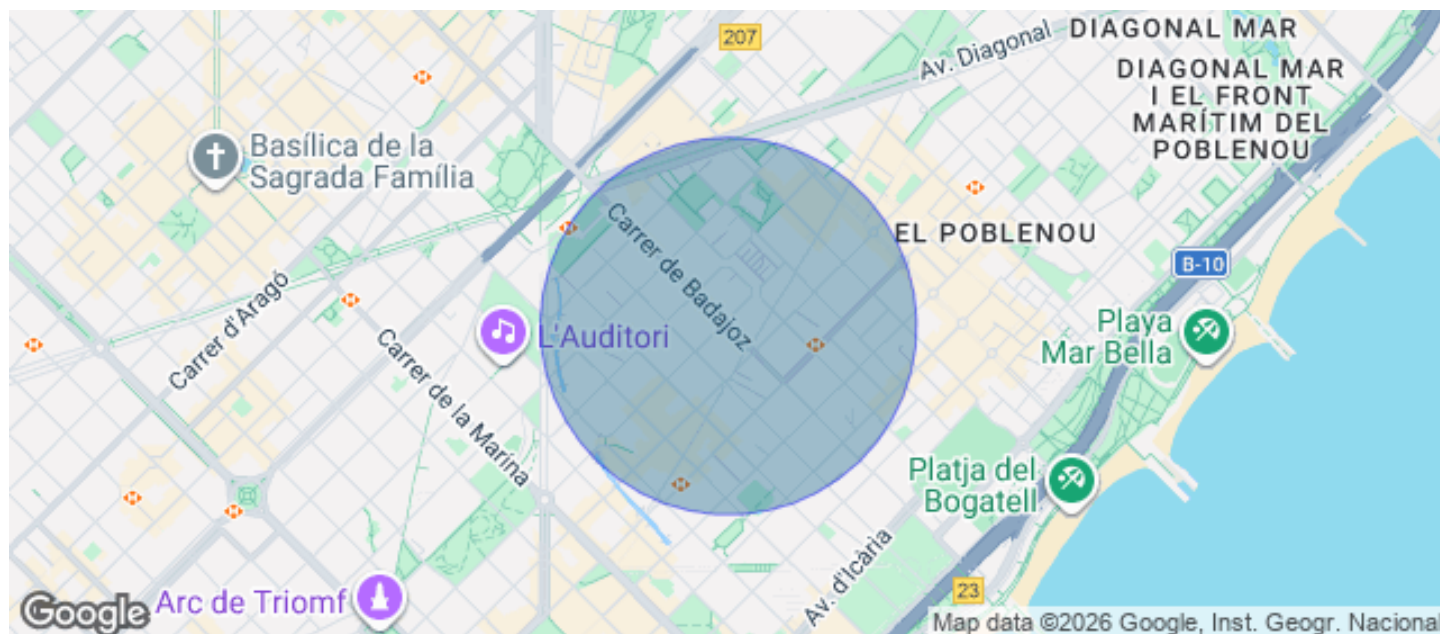 207
Av. Diagonal
DIAGONAL MAR
DIAGONAL MAR
I EL FRONT
MARÍTIM DEL
POBLENOU
Basílica de la
Sagrada Família
Carrer de Badajoz
EL POBLENOU
B-10
Carrer d'Aragó
L'Auditori
Playa
Mar Bella
Carrer de la Marina
Platja del
Bogatell
Av. d'Icària
23
Arc de Triomf
Google
Map data ©2026 Google, Inst. Geogr. Nacional